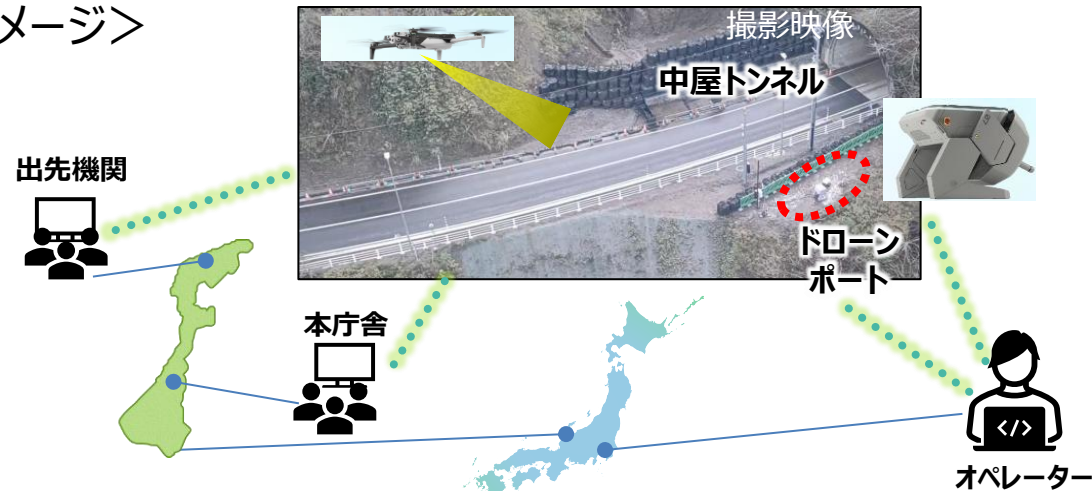 メージ＞
撮影映像
中屋トンネル
出先機関
ドローン
ポート
本庁舎
</>
オペレーター